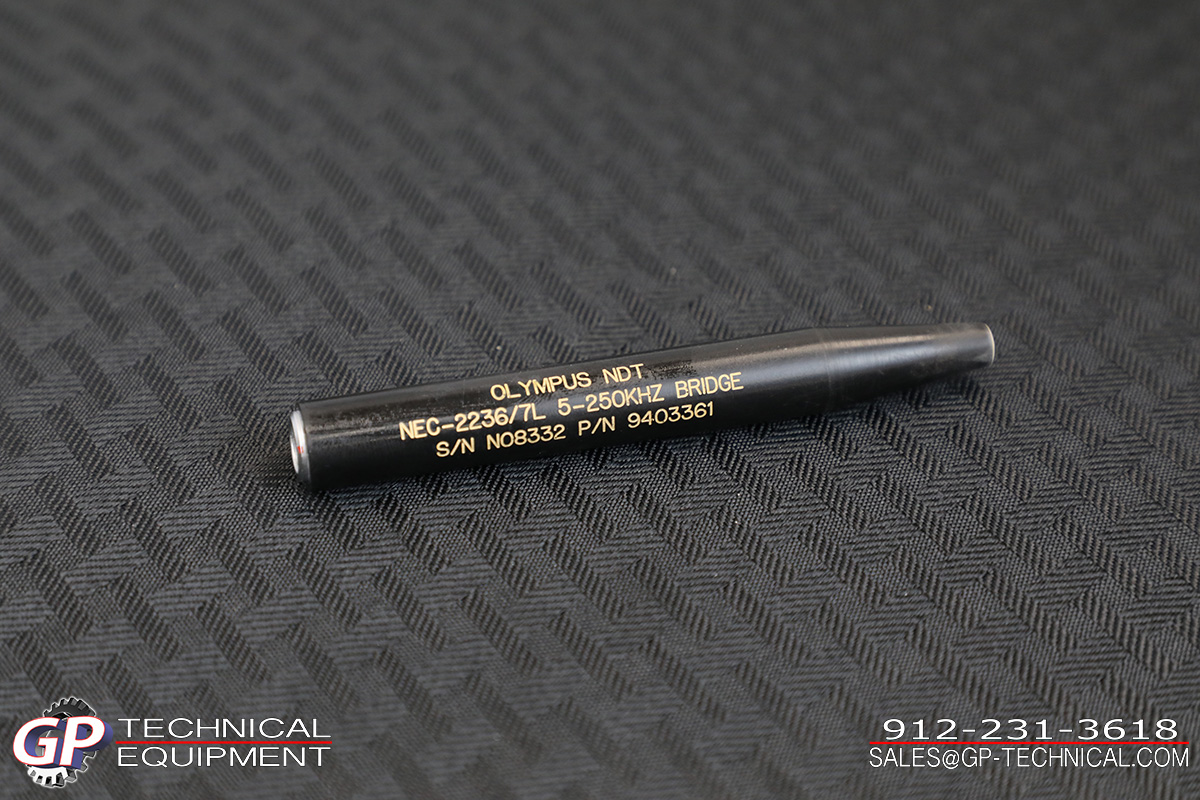 OLYMPUS NDT
NEC-2236/7L 5-250KHZ BRIDGE
S/N N08332 P/N 9403361
GP TECHNICAL
EQUIPMENT
912-231-3618
SALES@GP-TECHNICAL.COM